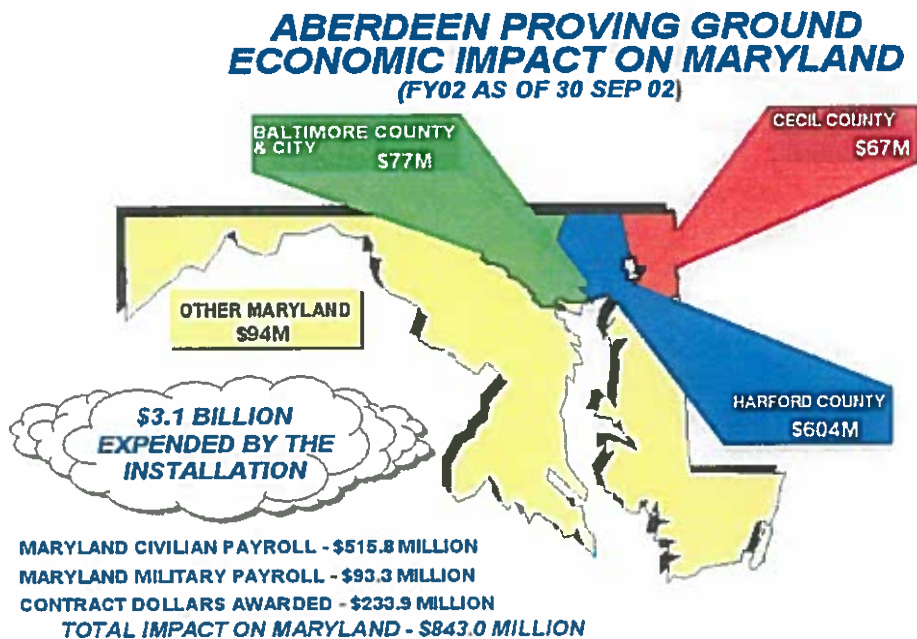 ABERDEEN PROVING GROUND
ECONOMIC IMPACT ON MARYLAND
(FY02 AS OF 30 SEP 02)
BALTIMORE COUNTY
& CITY
$77M
CECIL COUNTY
$67M
OTHER MARYLAND
$94M
HARFORD COUNTY
$604M
$3.1 BILLION
EXPENDED BY THE
INSTALLATION
MARYLAND CIVILIAN PAYROLL - $515.8 MILLION
MARYLAND MILITARY PAYROLL - $93.3 MILLION
CONTRACT DOLLARS AWARDED - $233.9 MILLION
TOTAL IMPACT ON MARYLAND - $843.0 MILLION